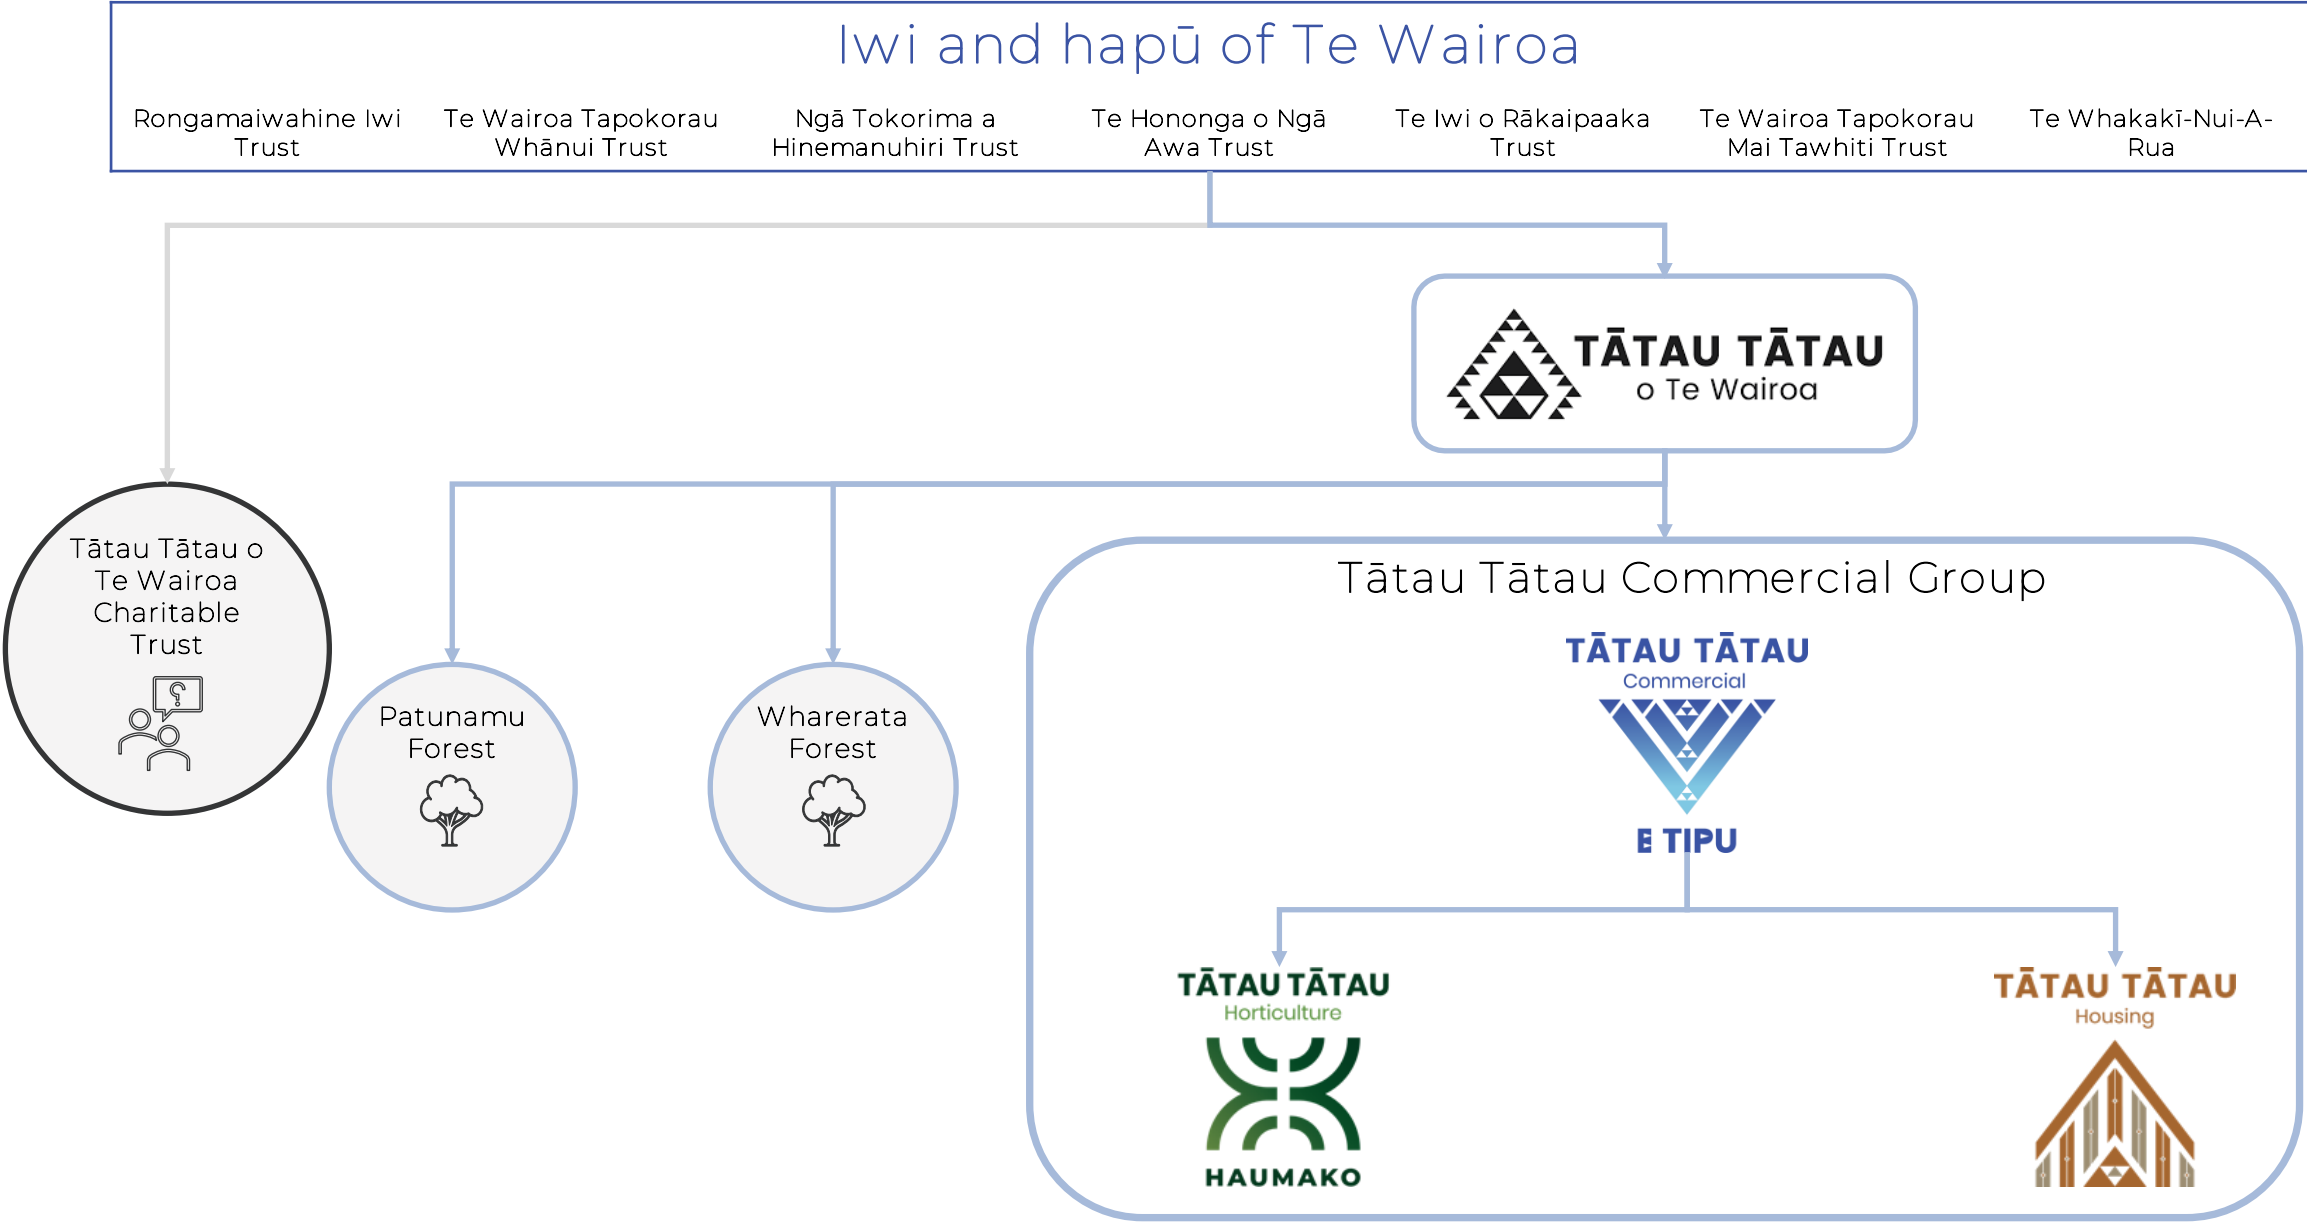 Iwi and hapū of Te Wairoa
Rongamaiwahine Iwi
Trust
Te Wairoa Tapokorau
Whānui Trust
Ngā Tokorima a
Hinemanuhiri Trust
Te Hononga o Ngā
Awa Trust
Te Iwi o Rākaipaaka
Trust
Te Wairoa Tapokorau
Mai Tawhiti Trust
Te Whakakī-Nui-A-
Rua
TĀTAU TĀTAU
o Te Wairoa
Tātau Tātau o
Te Wairoa
Charitable
Trust
?
Patunamu
Forest
Wharerata
Forest
Tātau Tātau Commercial Group
TĀTAU TĀTAU
Commercial
E TIPU
TĀTAU TĀTAU
Horticulture
HAUMAKO
TĀTAU TĀTAU
Housing